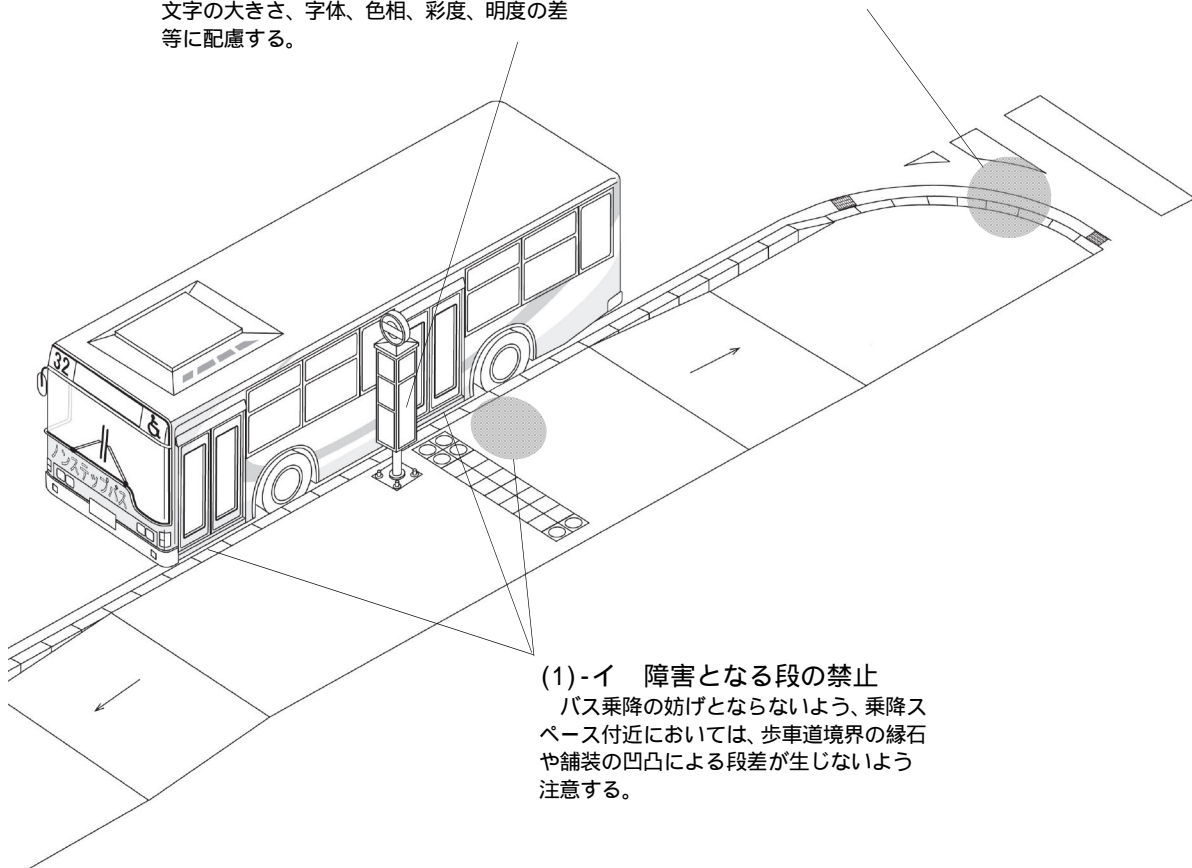 文字の大きさ、字体、色相、彩度、明度の差
等に配慮する。
32
ノンステップバス
(1)-イ　障害となる段の禁止
　バス乗降の妨げとならないよう、乗降ス
ペース付近においては、歩車道境界の縁石
や舗装の凹凸による段差が生じないよう
注意する。